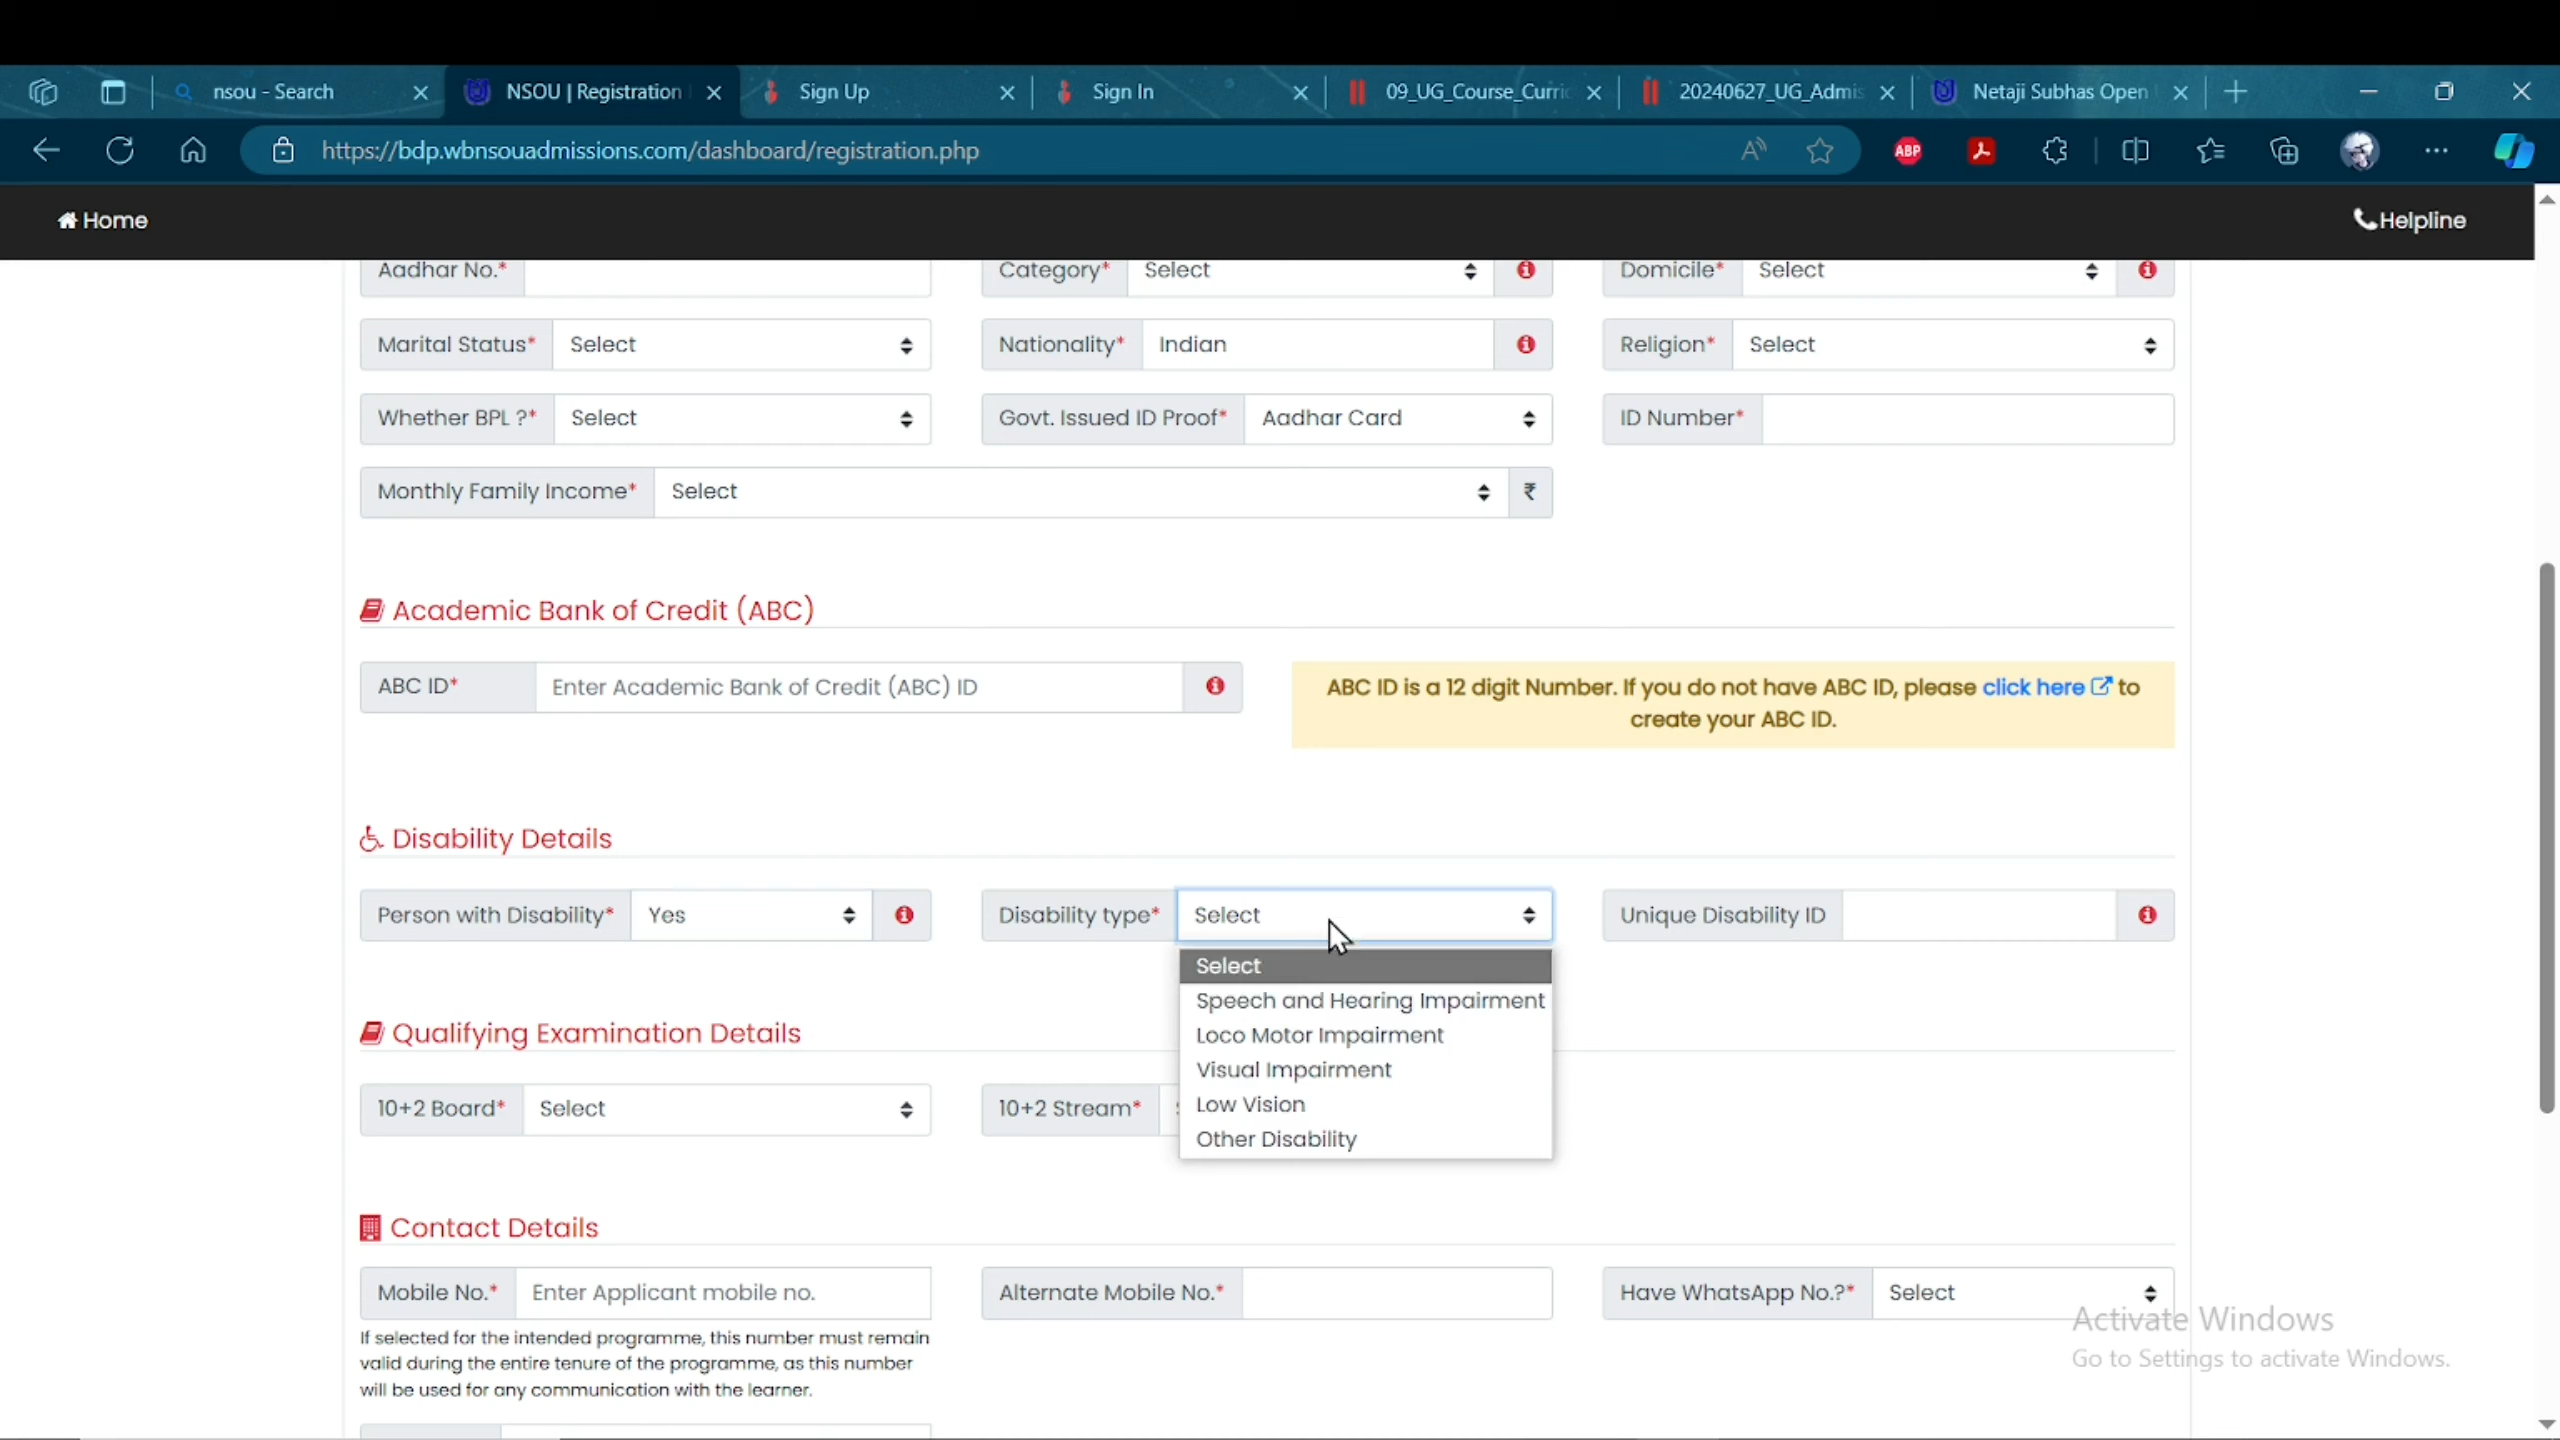 nsou - Search
NSOU | Registration
Sign Up
Sign In
09_UG_Course_Curric
20240627_UG_Admis
Netaji Subhas Open
https://bdp.wbnsouadmissions.com/dashboard/registration.php
ABP
Home
Helpline
Aadhar No.*
Category* Select
Domicile* Select
Marital Status* Select
Nationality* Indian
Religion* Select
Whether BPL ?* Select
Govt. Issued ID Proof* Aadhar Card
ID Number*
Monthly Family Income* Select ₹
Academic Bank of Credit (ABC)
ABC ID* Enter Academic Bank of Credit (ABC) ID
ABC ID is a 12 digit Number. If you do not have ABC ID, please click here to
create your ABC ID.
Disability Details
Person with Disability* Yes
Disability type* Select
Unique Disability ID
Select
Speech and Hearing Impairment
Loco Motor Impairment
Visual Impairment
Low Vision
Other Disability
Qualifying Examination Details
10+2 Board* Select
10+2 Stream*
Contact Details
Mobile No.* Enter Applicant mobile no.
Alternate Mobile No.*
Have WhatsApp No.?* Select
If selected for the intended programme, this number must remain
valid during the entire tenure of the programme, as this number
will be used for any communication with the learner.
Activate Windows
Go to Settings to activate Windows.